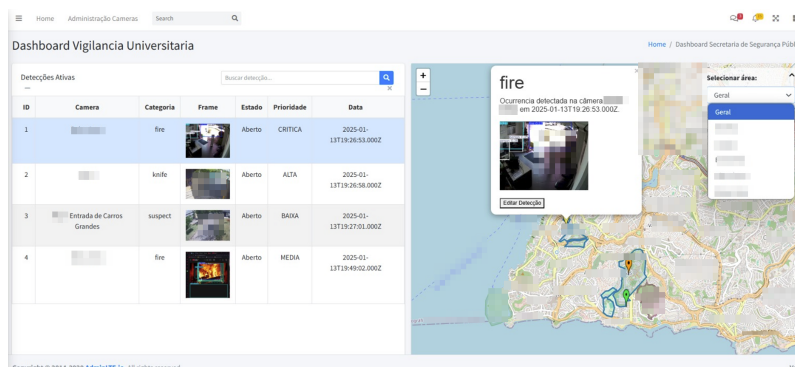 Home Administração Cameras Search
Dashboard Vigilancia Universitaria
Home / Dashboard Secretaria de Segurança Públ
Detecções Ativas
Buscar detecção...
ID Camera Categoria Frame Estado Prioridade Data
1 fire Aberto CRITICA 2025-01-
13T19:26:53.000Z
2 knife Aberto ALTA 2025-01-
13T19:26:58.000Z
3 Entrada de Carros suspect Aberto BAIXA 2025-01-
Grandes 13T19:27:01.000Z
4 fire Aberto MEDIA 2025-01-
13T19:49:02.000Z
+
−
fire
Ocurrencia detectada na câmera
em 2025-01-13T19:26:53.000Z.
Editar Detecção
Selecionar área:
Geral
Geral